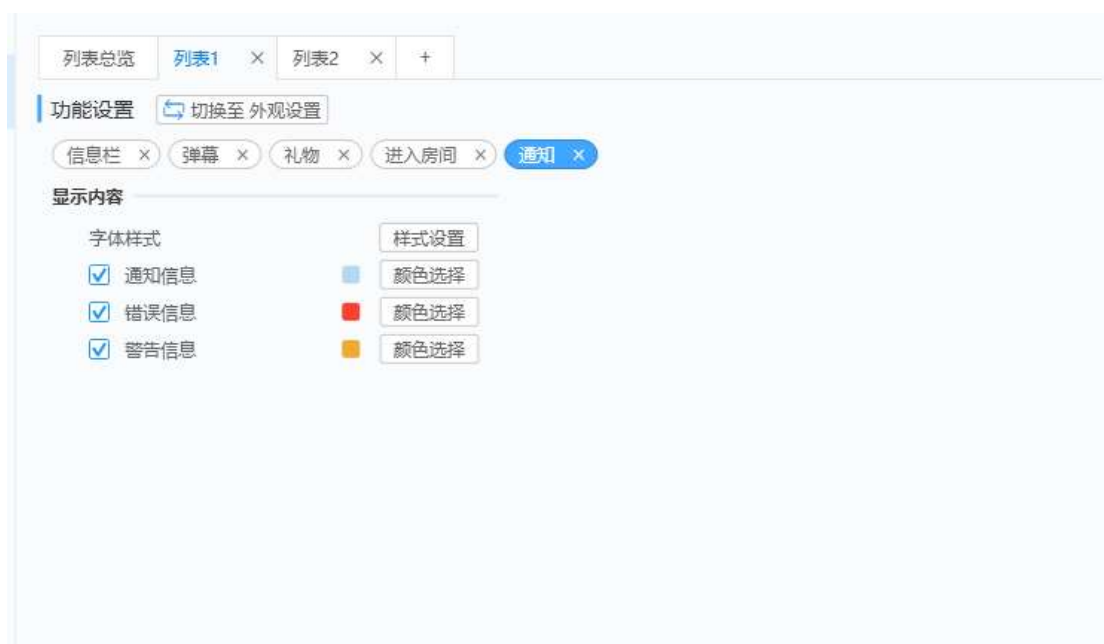 列表总览 列表1 × 列表2 × +
功能设置 切换至 外观设置
信息栏 × 弹幕 × 礼物 × 进入房间 × 通知 ×
显示内容
字体样式 样式设置
通知信息 颜色选择
错误信息 颜色选择
警告信息 颜色选择